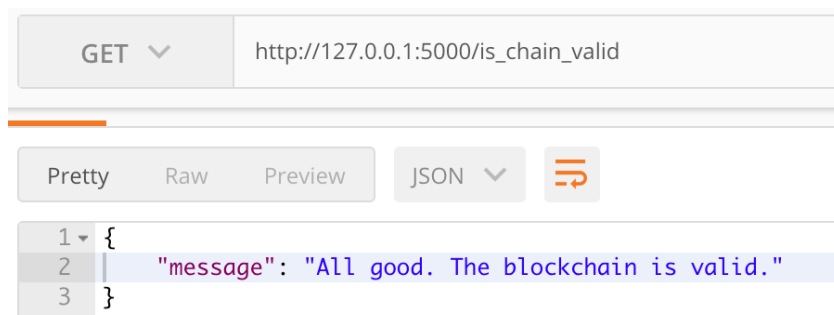 GET http://127.0.0.1:5000/is_chain_valid
Pretty Raw Preview JSON
1 {
2 "message": "All good. The blockchain is valid."
3 }